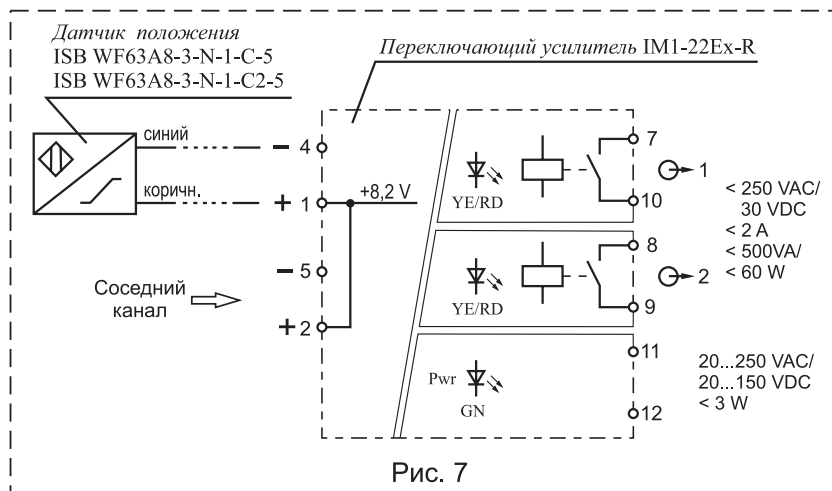 Датчик положения
ISB WF63A8-3-N-1-C-5
ISB WF63A8-3-N-1-C2-5
Переключающий усилитель IM1-22Ex-R
синий
− 4
коричн.
+ 1
+8,2 V
− 5
+ 2
Соседний
канал
YE/RD
7
10
1
YE/RD
8
9
2
< 250 VAC/
30 VDC
< 2 A
< 500VA/
< 60 W
Pwr
GN
11
12
20...250 VAC/
20...150 VDC
< 3 W
Рис. 7